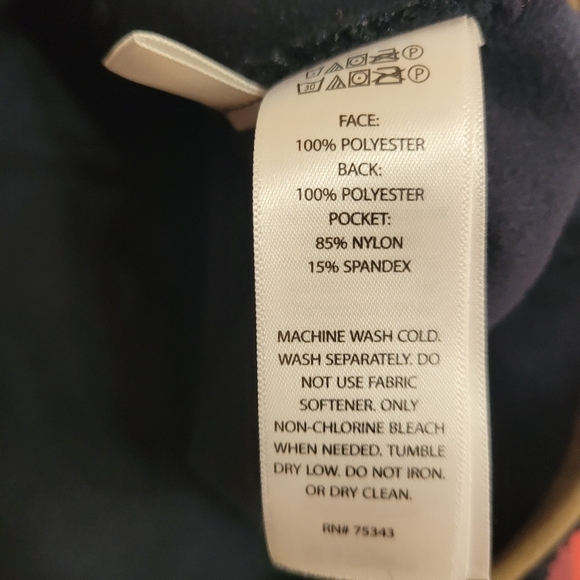 P
30 P
FACE:
100% POLYESTER
BACK:
100% POLYESTER
POCKET:
85% NYLON
15% SPANDEX
MACHINE WASH COLD.
WASH SEPARATELY. DO
NOT USE FABRIC
SOFTENER. ONLY
NON-CHLORINE BLEACH
WHEN NEEDED. TUMBLE
DRY LOW. DO NOT IRON.
OR DRY CLEAN.
RN# 75343